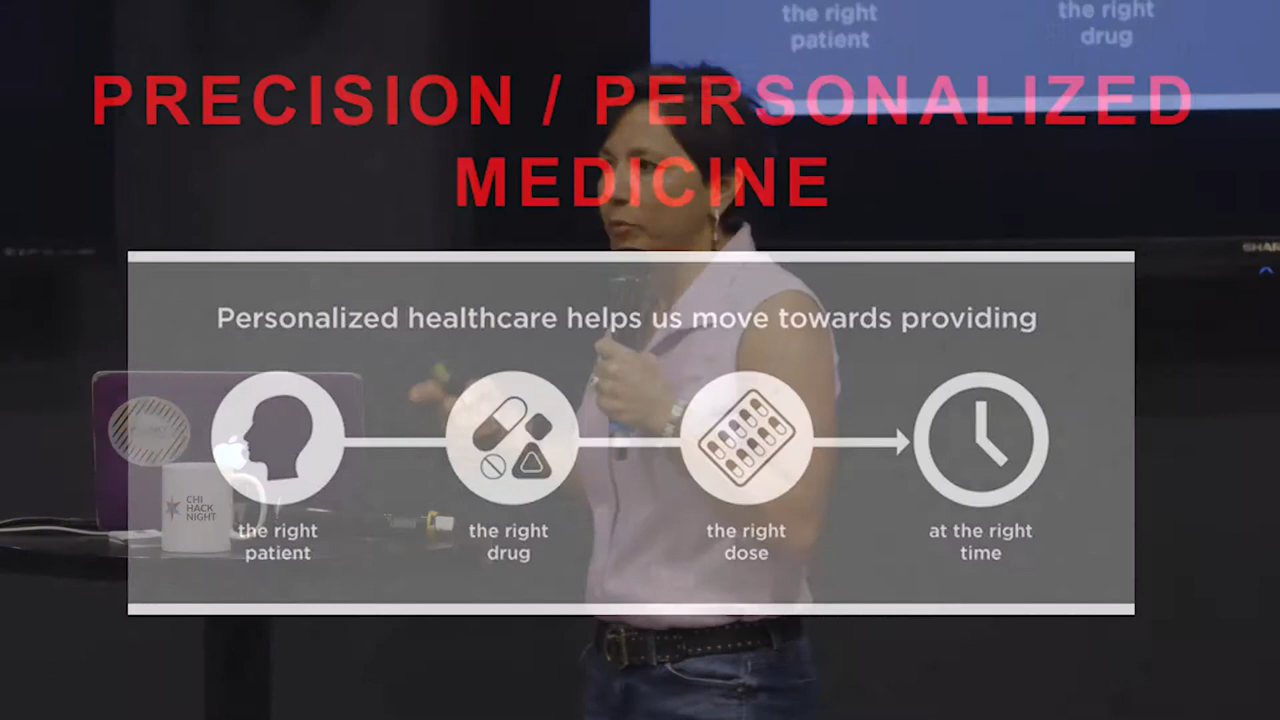 the right
patient
the right
drug
PRECISION / PERSONALIZED
MEDICINE
Personalized healthcare helps us move towards providing
the right
patient
the right
drug
the right
dose
at the right
time
CHI
HACK
NIGHT